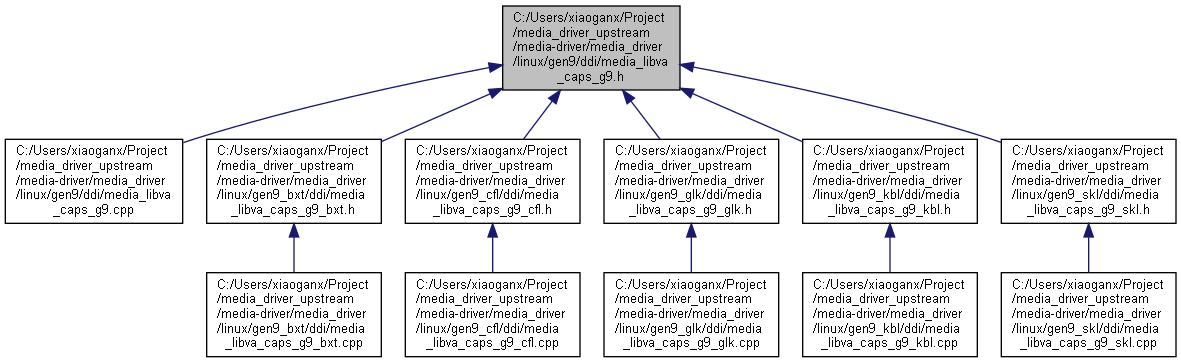 C:/Users/xiaoganx/Project
/media_driver_upstream
/media-driver/media_driver
/linux/gen9/ddi/media_libva
_caps_g9.h
C:/Users/xiaoganx/Project
/media_driver_upstream
/media-driver/media_driver
/linux/gen9/ddi/media_libva
_caps_g9.cpp
C:/Users/xiaoganx/Project
/media_driver_upstream
/media-driver/media_driver
/linux/gen9_bxt/ddi/media
_libva_caps_g9_bxt.h
C:/Users/xiaoganx/Project
/media_driver_upstream
/media-driver/media_driver
/linux/gen9_cfl/ddi/media
_libva_caps_g9_cfl.h
C:/Users/xiaoganx/Project
/media_driver_upstream
/media-driver/media_driver
/linux/gen9_glk/ddi/media
_libva_caps_g9_glk.h
C:/Users/xiaoganx/Project
/media_driver_upstream
/media-driver/media_driver
/linux/gen9_kbl/ddi/media
_libva_caps_g9_kbl.h
C:/Users/xiaoganx/Project
/media_driver_upstream
/media-driver/media_driver
/linux/gen9_skl/ddi/media
_libva_caps_g9_skl.h
C:/Users/xiaoganx/Project
/media_driver_upstream
/media-driver/media_driver
/linux/gen9_bxt/ddi/media
_libva_caps_g9_bxt.cpp
C:/Users/xiaoganx/Project
/media_driver_upstream
/media-driver/media_driver
/linux/gen9_cfl/ddi/media
_libva_caps_g9_cfl.cpp
C:/Users/xiaoganx/Project
/media_driver_upstream
/media-driver/media_driver
/linux/gen9_glk/ddi/media
_libva_caps_g9_glk.cpp
C:/Users/xiaoganx/Project
/media_driver_upstream
/media-driver/media_driver
/linux/gen9_kbl/ddi/media
_libva_caps_g9_kbl.cpp
C:/Users/xiaoganx/Project
/media_driver_upstream
/media-driver/media_driver
/linux/gen9_skl/ddi/media
_libva_caps_g9_skl.cpp